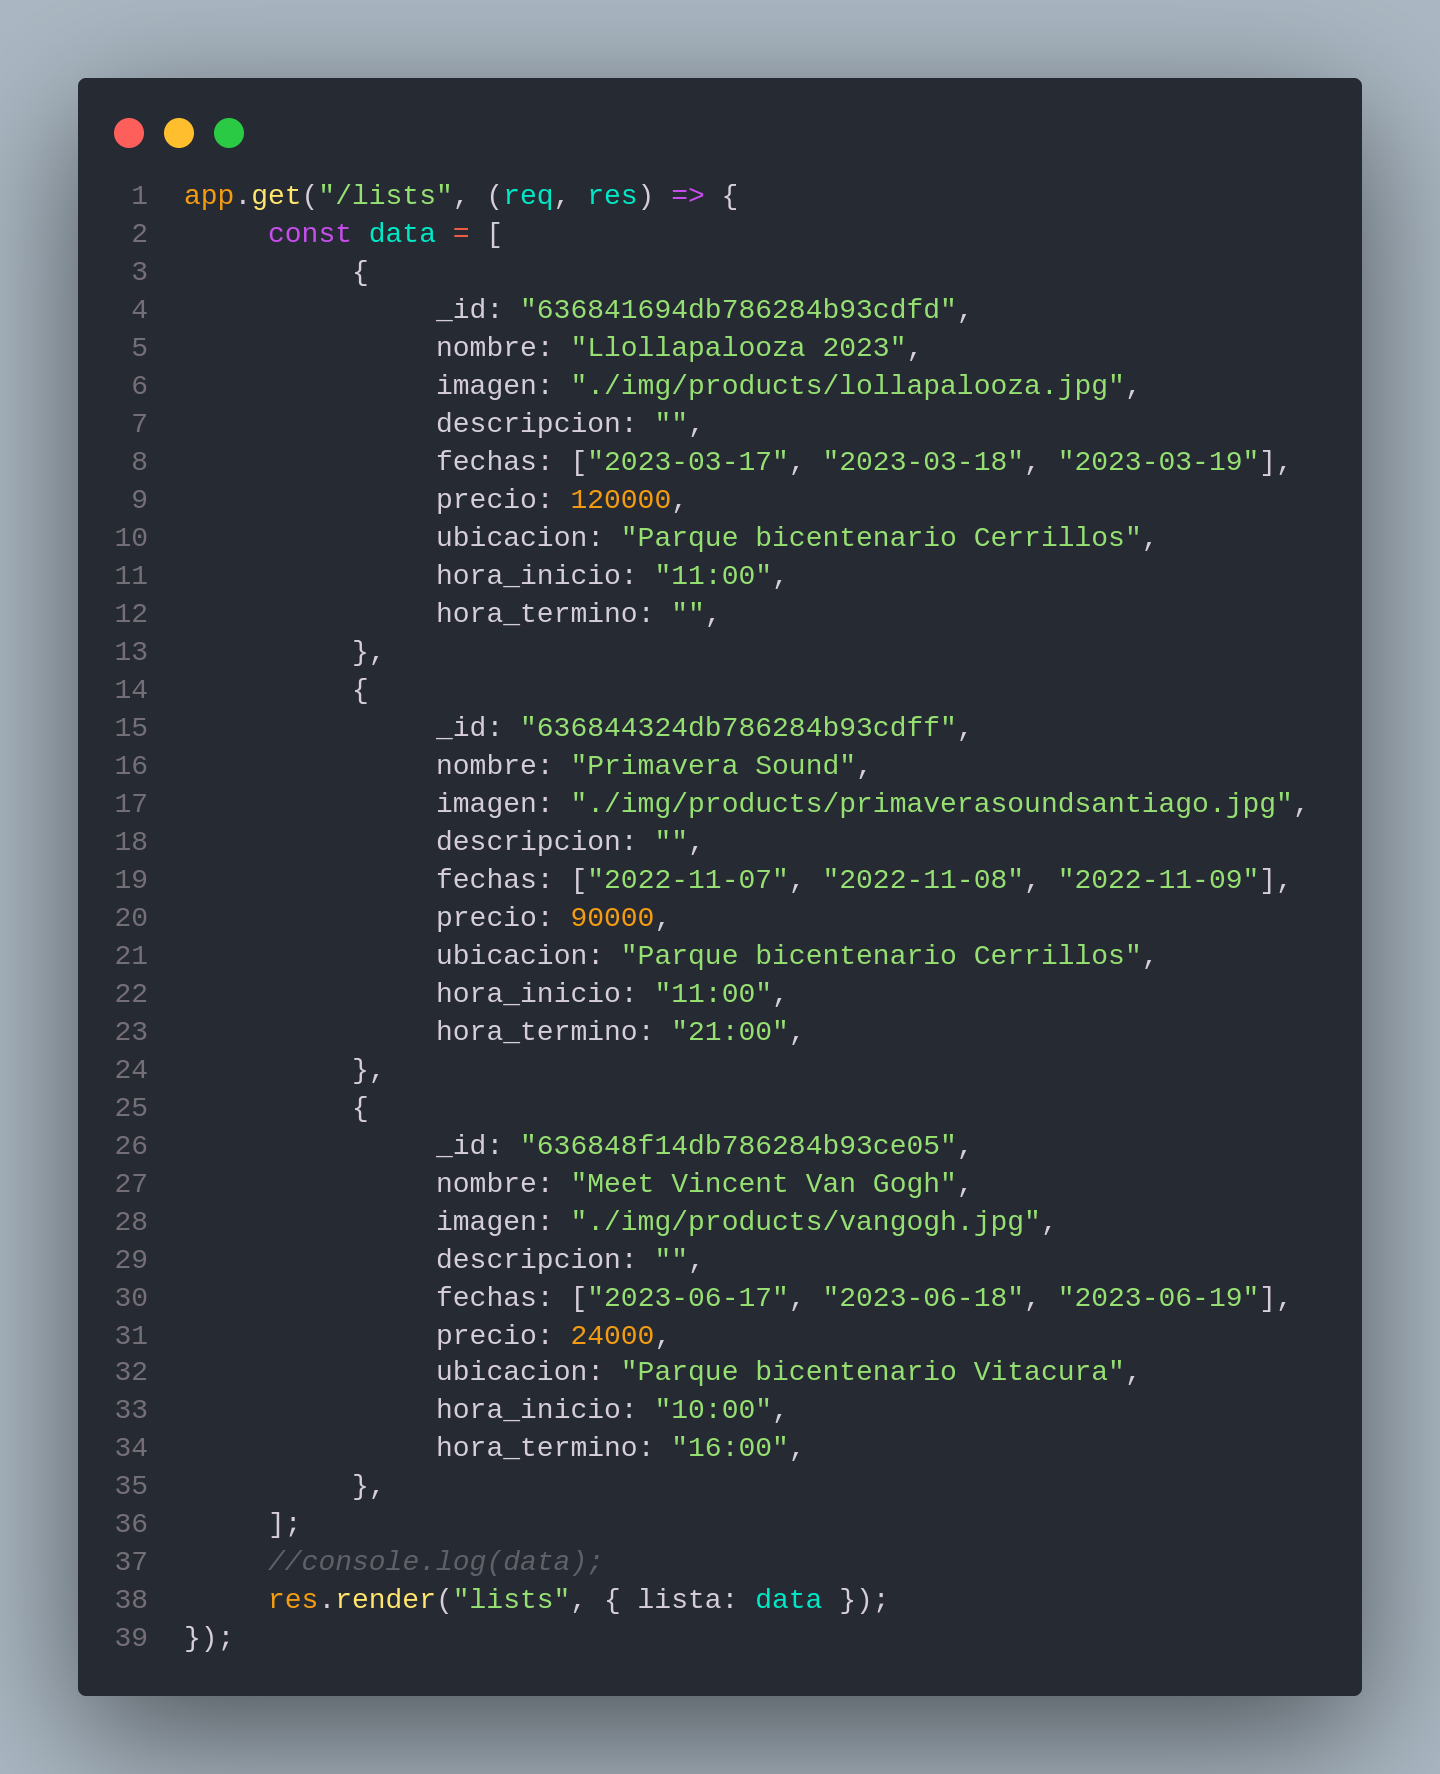 1 app.get("/lists", (req, res) => {
2 const data = [
3 {
4 _id: "636841694db786284b93cdfd",
5 nombre: "Llollapalooza 2023",
6 imagen: "./img/products/lollapalooza.jpg",
7 descripcion: "",
8 fechas: ["2023-03-17", "2023-03-18", "2023-03-19"],
9 precio: 120000,
10 ubicacion: "Parque bicentenario Cerrillos",
11 hora_inicio: "11:00",
12 hora_termino: "",
13 },
14 {
15 _id: "636844324db786284b93cdff",
16 nombre: "Primavera Sound",
17 imagen: "./img/products/primaverasoundsantiago.jpg",
18 descripcion: "",
19 fechas: ["2022-11-07", "2022-11-08", "2022-11-09"],
20 precio: 90000,
21 ubicacion: "Parque bicentenario Cerrillos",
22 hora_inicio: "11:00",
23 hora_termino: "21:00",
24 },
25 {
26 _id: "636848f14db786284b93ce05",
27 nombre: "Meet Vincent Van Gogh",
28 imagen: "./img/products/vangogh.jpg",
29 descripcion: "",
30 fechas: ["2023-06-17", "2023-06-18", "2023-06-19"],
31 precio: 24000,
32 ubicacion: "Parque bicentenario Vitacura",
33 hora_inicio: "10:00",
34 hora_termino: "16:00",
35 },
36 ];
37 //console.log(data);
38 res.render("lists", { lista: data });
39 });